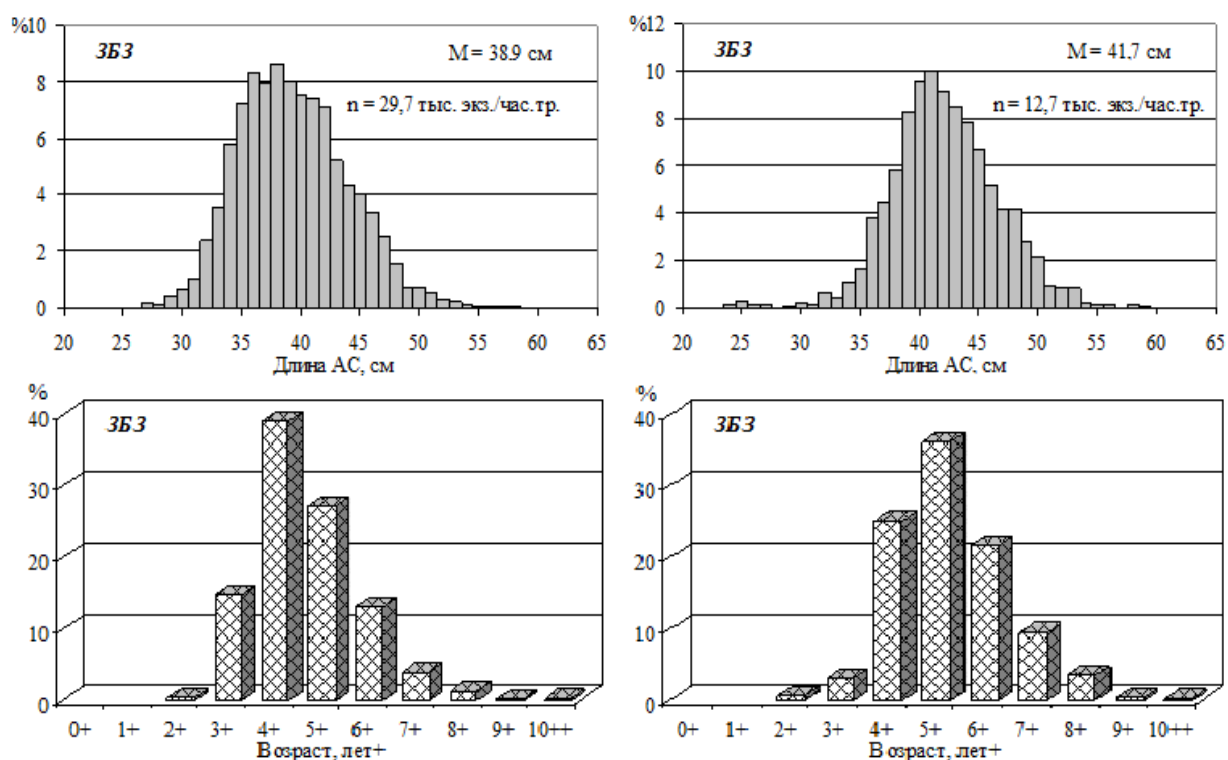 %10
ЗБЗ
M = 38.9 см
n = 29,7 тыс. экз./час.тр.
8
6
4
2
0
20 25 30 35 40 45 50 55 60 65
Длина АС, см
%12
ЗБЗ
M = 41,7 см
n = 12,7 тыс. экз./час.тр.
10
8
6
4
2
0
20 25 30 35 40 45 50 55 60 65
Длина АС, см
%
40
ЗБЗ
30
20
10
0
0+ 1+ 2+ 3+ 4+ 5+ 6+ 7+ 8+ 9+ 10++
Возраст, лет+
%
40
ЗБЗ
30
20
10
0
0+ 1+ 2+ 3+ 4+ 5+ 6+ 7+ 8+ 9+ 10++
Возраст, лет+